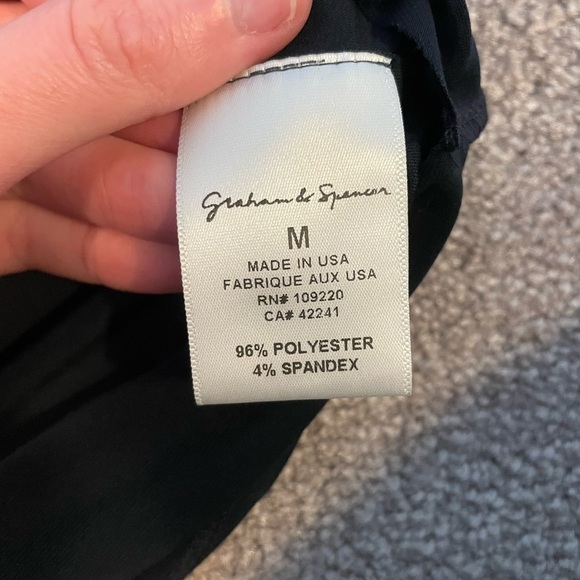 Graham & Spencer
M
MADE IN USA
FABRIQUE AUX USA
RN# 109220
CA# 42241
96% POLYESTER
4% SPANDEX